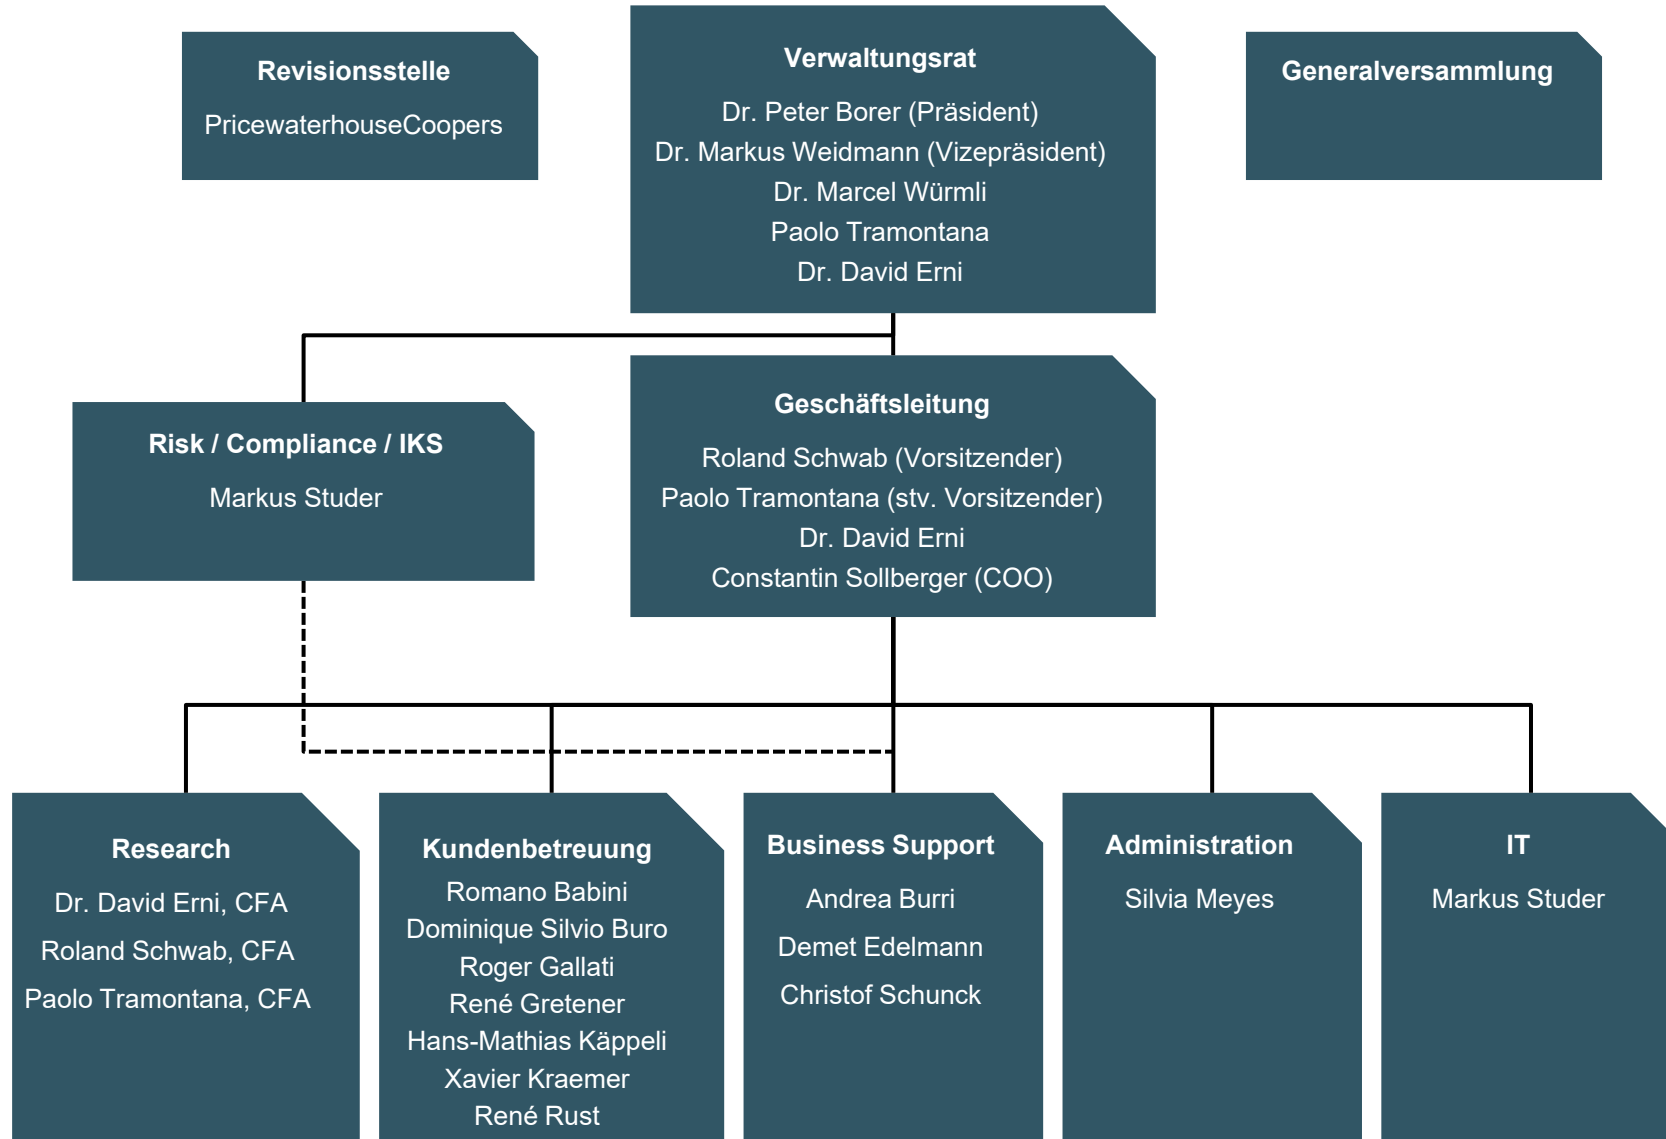 Revisionsstelle
PricewaterhouseCoopers
Verwaltungsrat
Dr. Peter Borer (Präsident)
Dr. Markus Weidmann (Vizepräsident)
Dr. Marcel Würmli
Paolo Tramontana
Dr. David Erni
Generalversammlung
Risk / Compliance / IKS
Markus Studer
Geschäftsleitung
Roland Schwab (Vorsitzender)
Paolo Tramontana (stv. Vorsitzender)
Dr. David Erni
Constantin Sollberger (COO)
Research
Dr. David Erni, CFA
Roland Schwab, CFA
Paolo Tramontana, CFA
Kundenbetreuung
Romano Babini
Dominique Silvio Buro
Roger Gallati
René Gretener
Hans-Mathias Käppeli
Xavier Kraemer
René Rust
Business Support
Andrea Burri
Demet Edelmann
Christof Schunck
Administration
Silvia Meyes
IT
Markus Studer